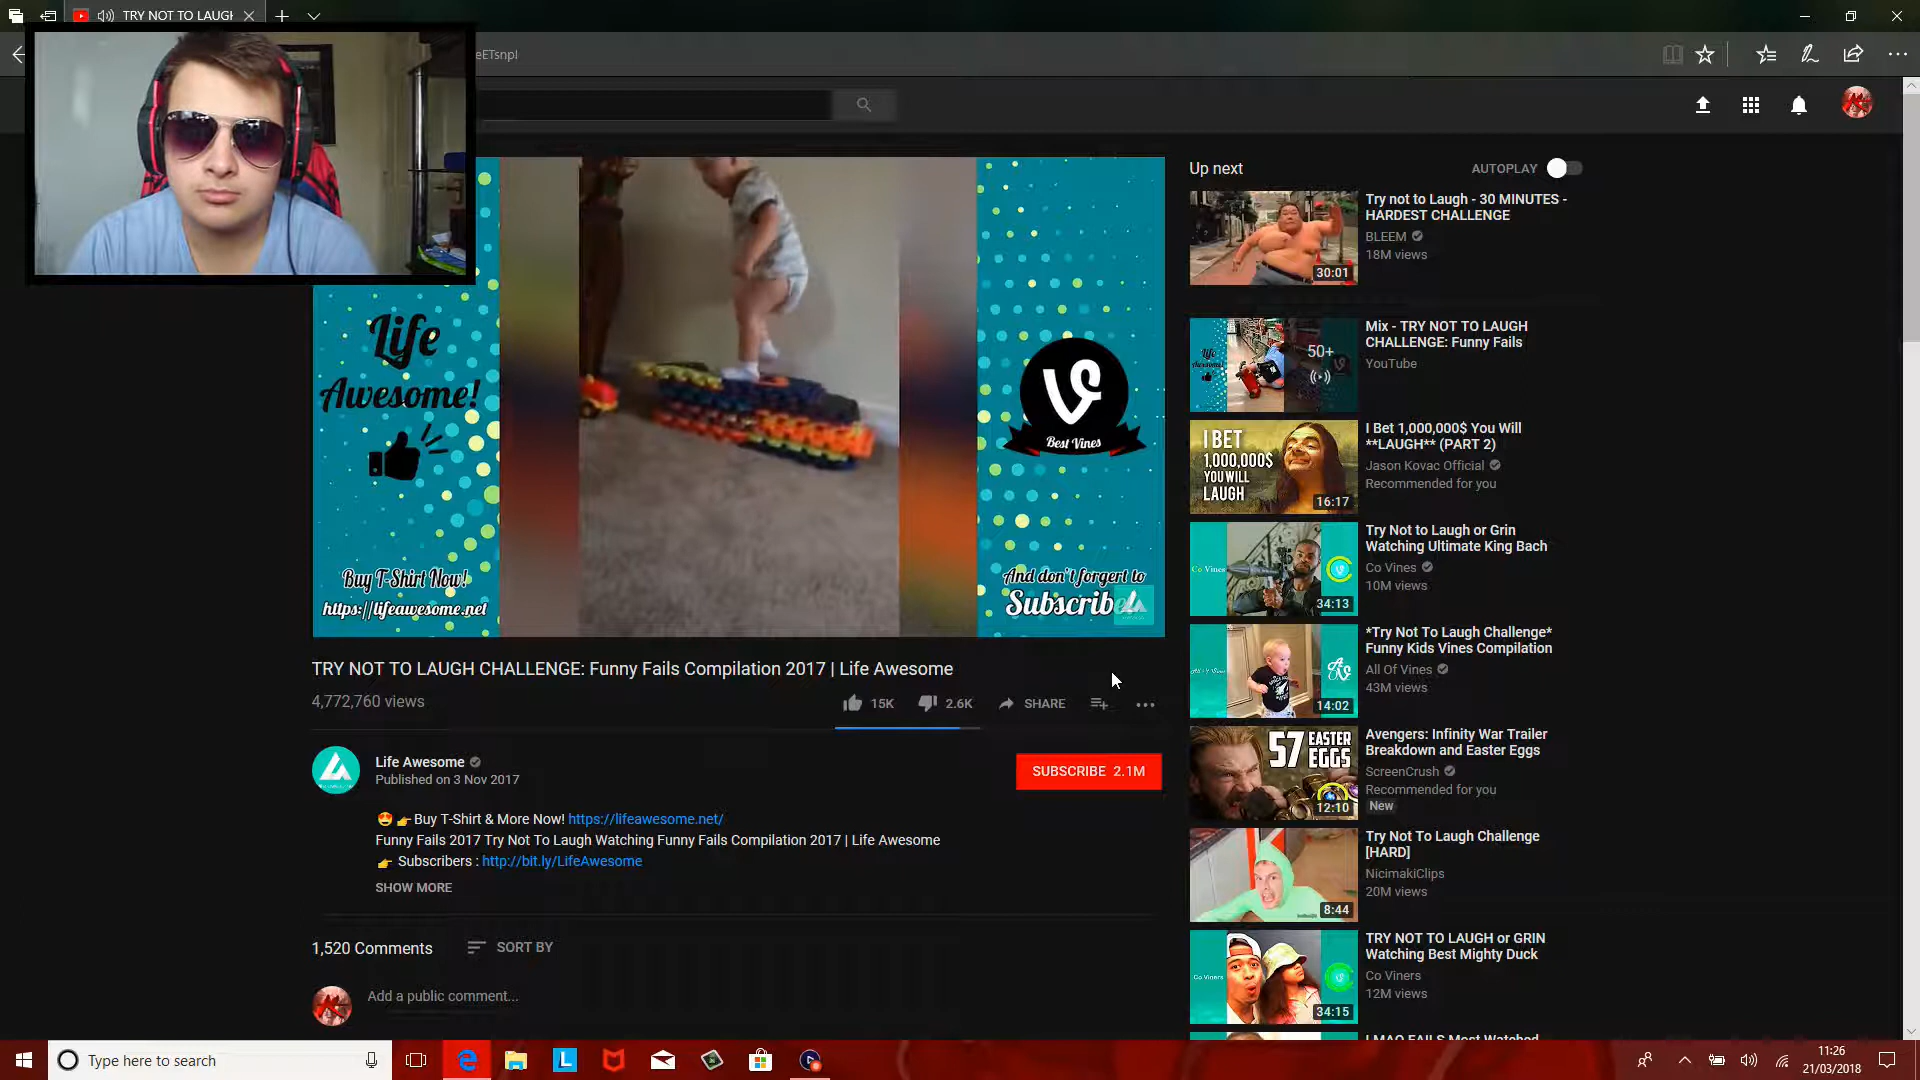 TRY NOT TO LAUGH
eETsnpI
Life
Awesome!
Buy T-Shirt Now!
https://lifeawesome.net
Best Vines
And don't forgert to
Subscribe
TRY NOT TO LAUGH CHALLENGE: Funny Fails Compilation 2017 | Life Awesome
4,772,760 views
15K
2.6K
SHARE
Life Awesome
Published on 3 Nov 2017
SUBSCRIBE 2.1M
😍 👉 Buy T-Shirt & More Now! https://lifeawesome.net/
Funny Fails 2017 Try Not To Laugh Watching Funny Fails Compilation 2017 | Life Awesome
👉 Subscribers : http://bit.ly/LifeAwesome
SHOW MORE
1,520 Comments
SORT BY
Add a public comment...
Up next
AUTOPLAY
30:01
Try not to Laugh - 30 MINUTES -
HARDEST CHALLENGE
BLEEM
18M views
50+
Mix - TRY NOT TO LAUGH
CHALLENGE: Funny Fails
YouTube
I BET
1,000,000$
YOU WILL
LAUGH
16:17
I Bet 1,000,000$ You Will
**LAUGH** (PART 2)
Jason Kovac Official
Recommended for you
Co Vines
34:13
Try Not to Laugh or Grin
Watching Ultimate King Bach
Co Vines
10M views
14:02
*Try Not To Laugh Challenge*
Funny Kids Vines Compilation
All Of Vines
43M views
57 EASTER
EGGS
12:10
Avengers: Infinity War Trailer
Breakdown and Easter Eggs
ScreenCrush
Recommended for you
New
8:44
Try Not To Laugh Challenge
[HARD]
NicimakiClips
20M views
Co Viners
34:15
TRY NOT TO LAUGH or GRIN
Watching Best Mighty Duck
Co Viners
12M views
LMAO FAILS Most Watched
Type here to search
11:26
21/03/2018